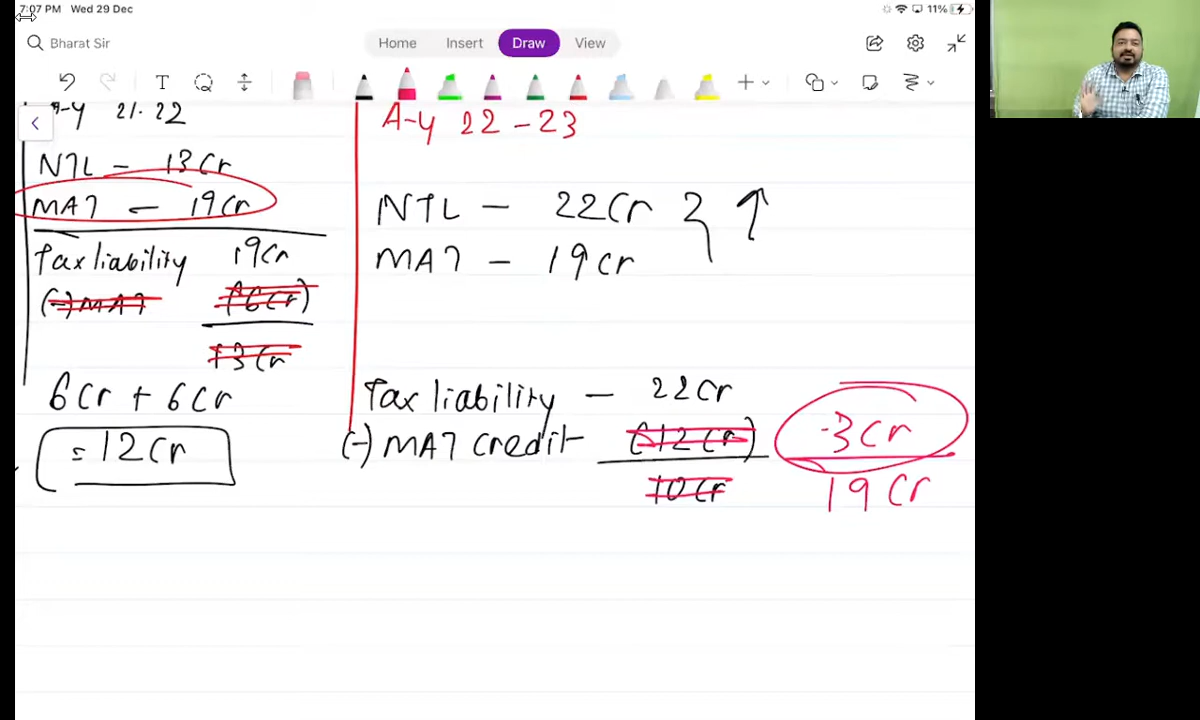 7:07 PM Wed 29 Dec
11%
Bharat Sir
Home Insert Draw View
T
A-y 21-22
NTL - 13Cr
MAT - 19Cr
Tax liability 19Cr
(-) MAT (6Cr)
13Cr
6Cr + 6Cr
= 12Cr
A-y 22-23
NTL - 22Cr
MAT - 19Cr
Tax liability - 22Cr
(-) MAT credit (12Cr) -3Cr
10Cr 19Cr